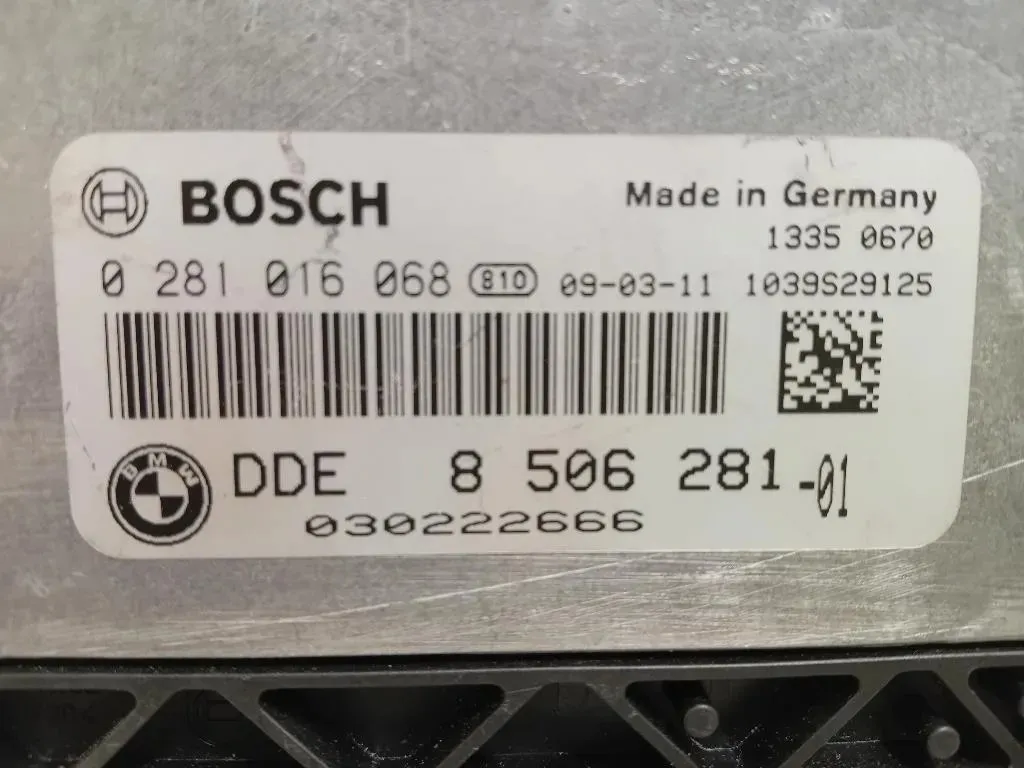 BOSCH
Made in Germany
1335 0670
0 281 016 068 810 09-03-11 1039S29125
BMW
DDE 8 506 281-01
030222666